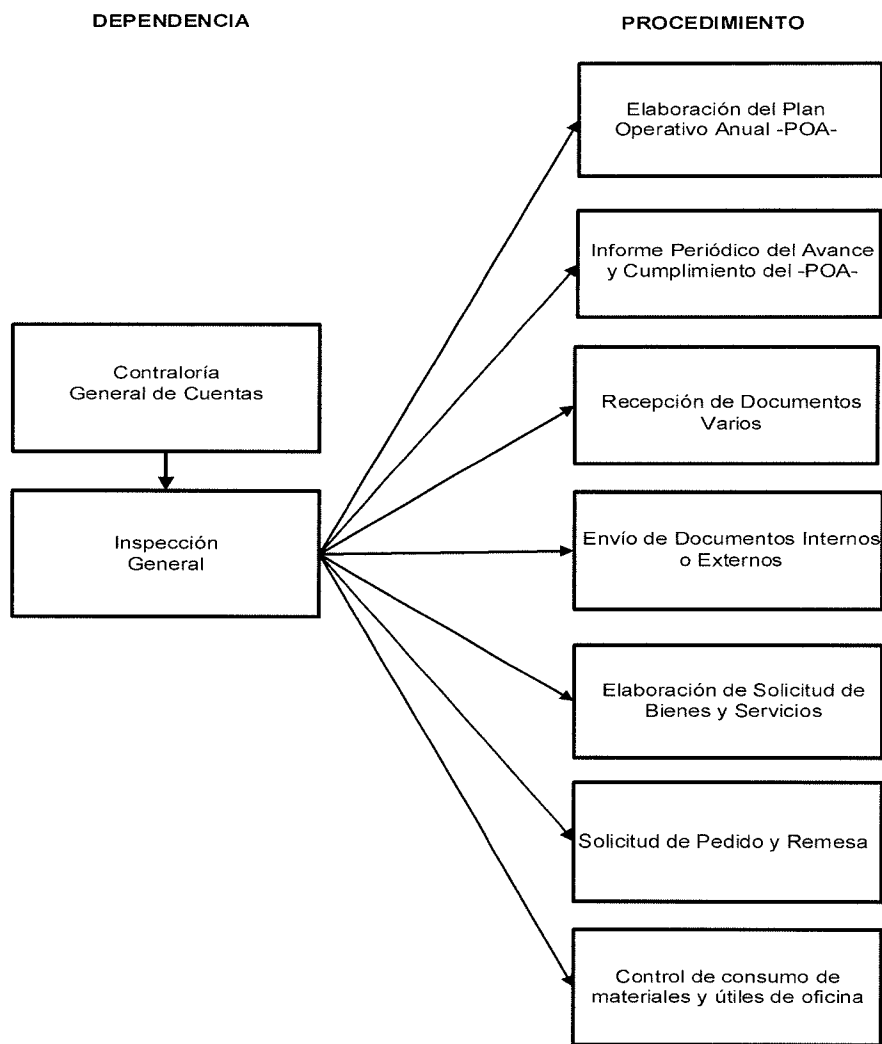 DEPENDENCIA
PROCEDIMIENTO
Elaboración del Plan
Operativo Anual -POA-
Informe Periódico del Avance
y Cumplimiento del -POA-
Contraloría
General de Cuentas
Recepción de Documentos
Varios
Inspección
General
Envío de Documentos Internos
o Externos
Elaboración de Solicitud de
Bienes y Servicios
Solicitud de Pedido y Remesa
Control de consumo de
materiales y útiles de oficina